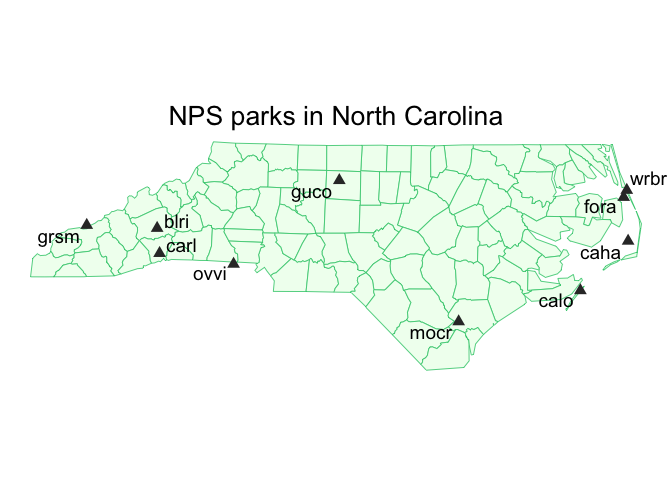 NPS parks in North Carolina
wrbr
guco
fora
blri
grsm
carl
caha
ovvi
calo
mocr